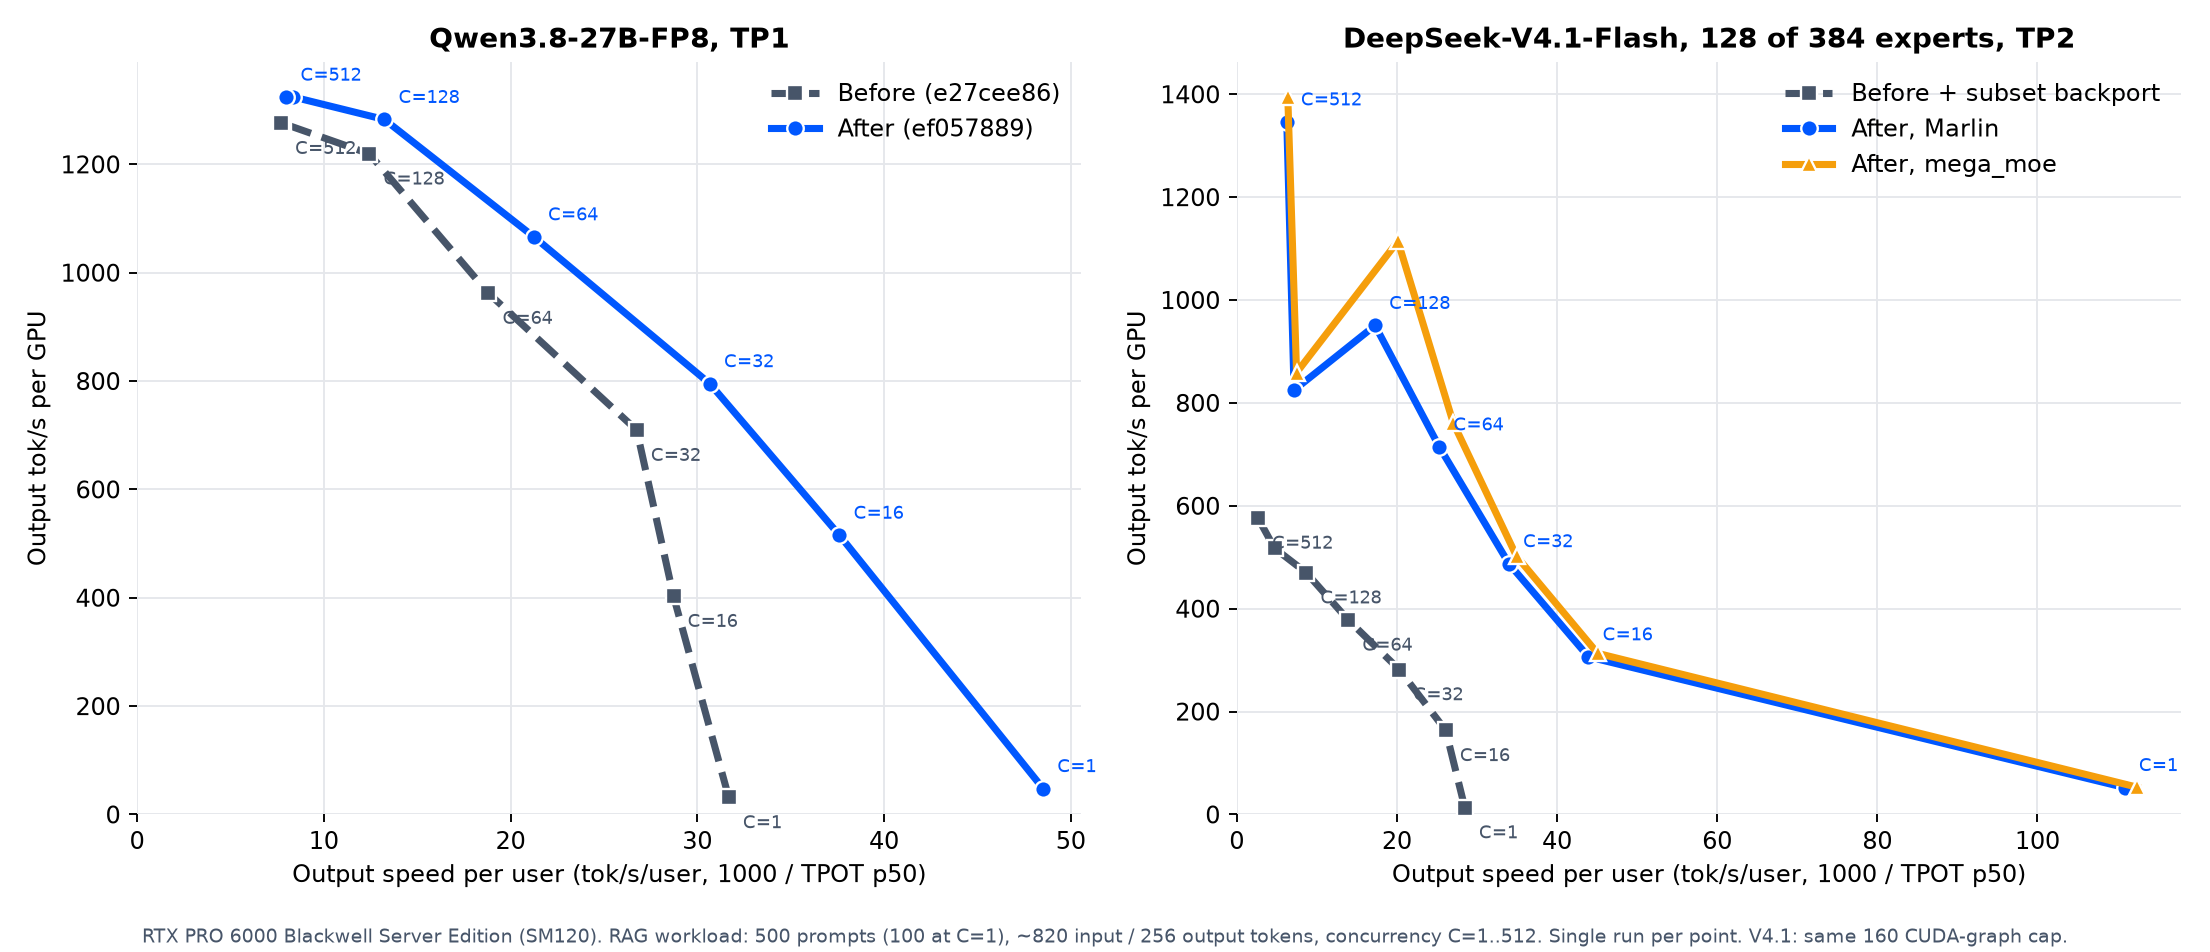 Qwen3.8-27B-FP8, TP1
Output tok/s per GPU
1200
1000
800
600
400
200
0
0 10 20 30 40 50
Output speed per user (tok/s/user, 1000 / TPOT p50)
Before (e27cee86)
After (ef057889)
C=512
C=128
C=64
C=32
C=16
C=1
C=512
C=128
C=64
C=32
C=16
C=1
DeepSeek-V4.1-Flash, 128 of 384 experts, TP2
Output tok/s per GPU
1400
1200
1000
800
600
400
200
0
0 20 40 60 80 100
Output speed per user (tok/s/user, 1000 / TPOT p50)
Before + subset backport
After, Marlin
After, mega_moe
C=512
C=128
C=64
C=32
C=16
C=1
C=512
C=128
C=64
C=32
C=16
C=1
RTX PRO 6000 Blackwell Server Edition (SM120). RAG workload: 500 prompts (100 at C=1), ~820 input / 256 output tokens, concurrency C=1..512. Single run per point. V4.1: same 160 CUDA-graph cap.